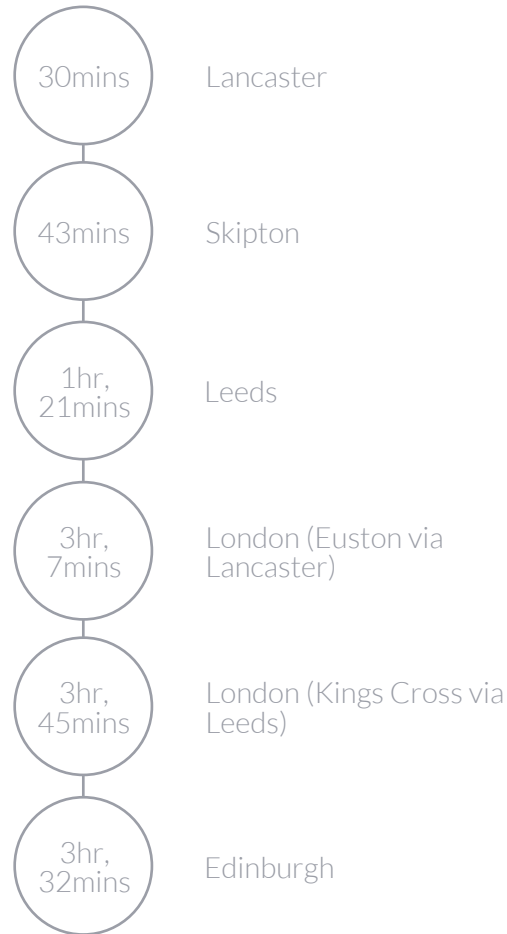 30mins
Lancaster
43mins
Skipton
1hr,
21mins
Leeds
3hr,
7mins
London (Euston via
Lancaster)
3hr,
45mins
London (Kings Cross via
Leeds)
3hr,
32mins
Edinburgh